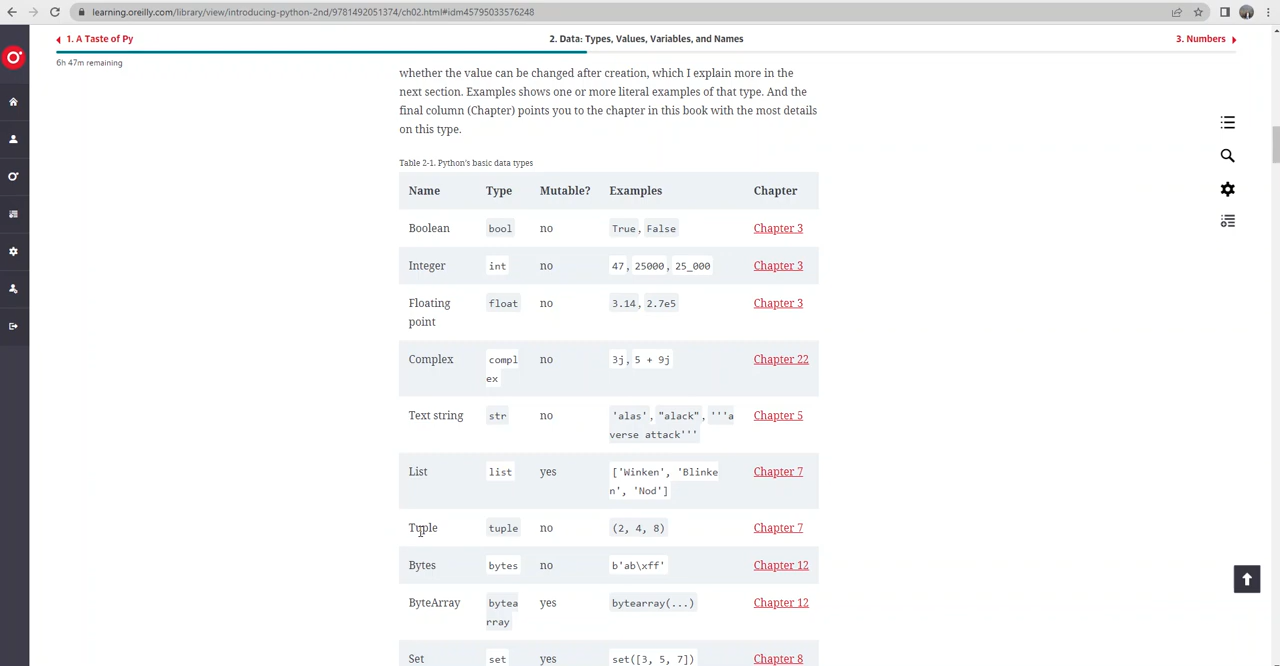 learning.oreilly.com/library/view/introducing-python-2nd/9781492051374/ch02.html#idm45795033576248
1. A Taste of Py
2. Data: Types, Values, Variables, and Names
3. Numbers
6h 47m remaining
whether the value can be changed after creation, which I explain more in the
next section. Examples shows one or more literal examples of that type. And the
final column (Chapter) points you to the chapter in this book with the most details
on this type.
Table 2-1. Python's basic data types
Name Type Mutable? Examples Chapter
Boolean bool no True, False Chapter 3
Integer int no 47, 25000, 25_000 Chapter 3
Floating float no 3.14, 2.7e5 Chapter 3
point
Complex compl no 3j, 5 + 9j Chapter 22
ex
Text string str no 'alas', "alack", '''a Chapter 5
verse attack'''
List list yes ['Winken', 'Blinke Chapter 7
n', 'Nod']
Tuple tuple no (2, 4, 8) Chapter 7
Bytes bytes no b'ab\xff' Chapter 12
ByteArray bytea yes bytearray(...) Chapter 12
rray
Set set yes set([3, 5, 7]) Chapter 8